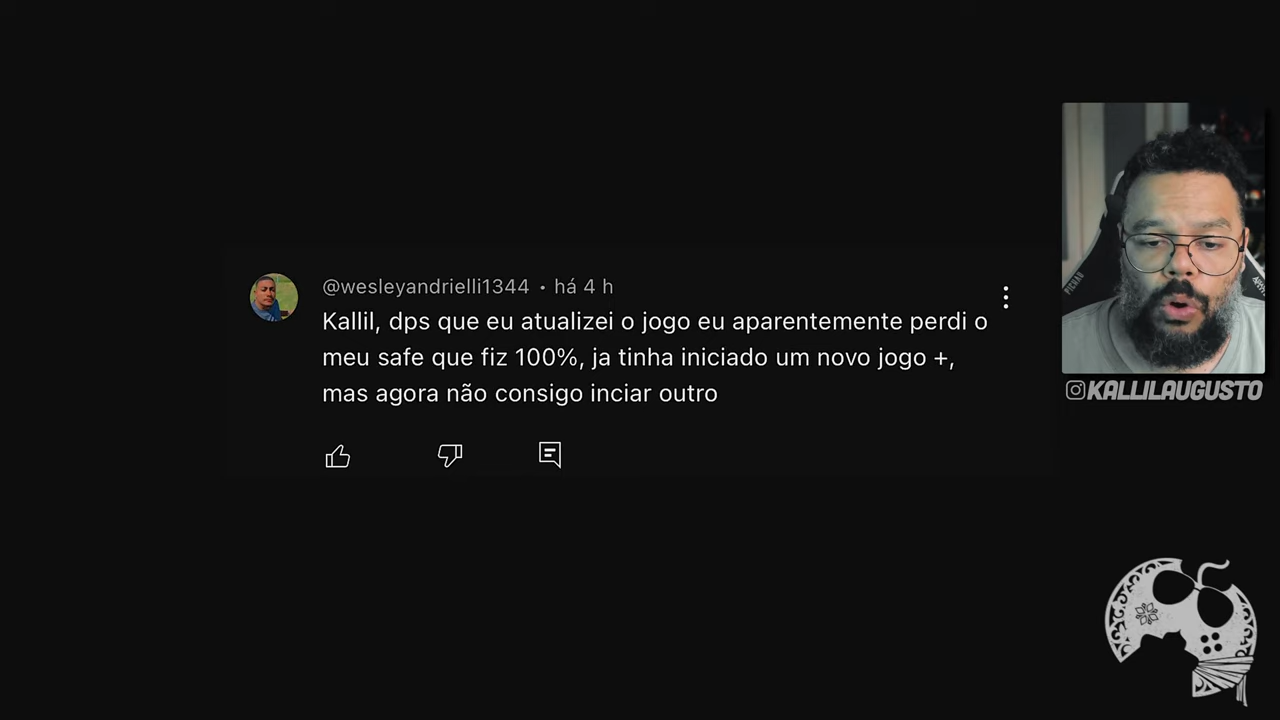 @wesleyandrielli1344 • há 4 h
Kallil, dps que eu atualizei o jogo eu aparentemente perdi o
meu safe que fiz 100%, ja tinha iniciado um novo jogo +,
mas agora não consigo inciar outro
KALLILAUGUSTO